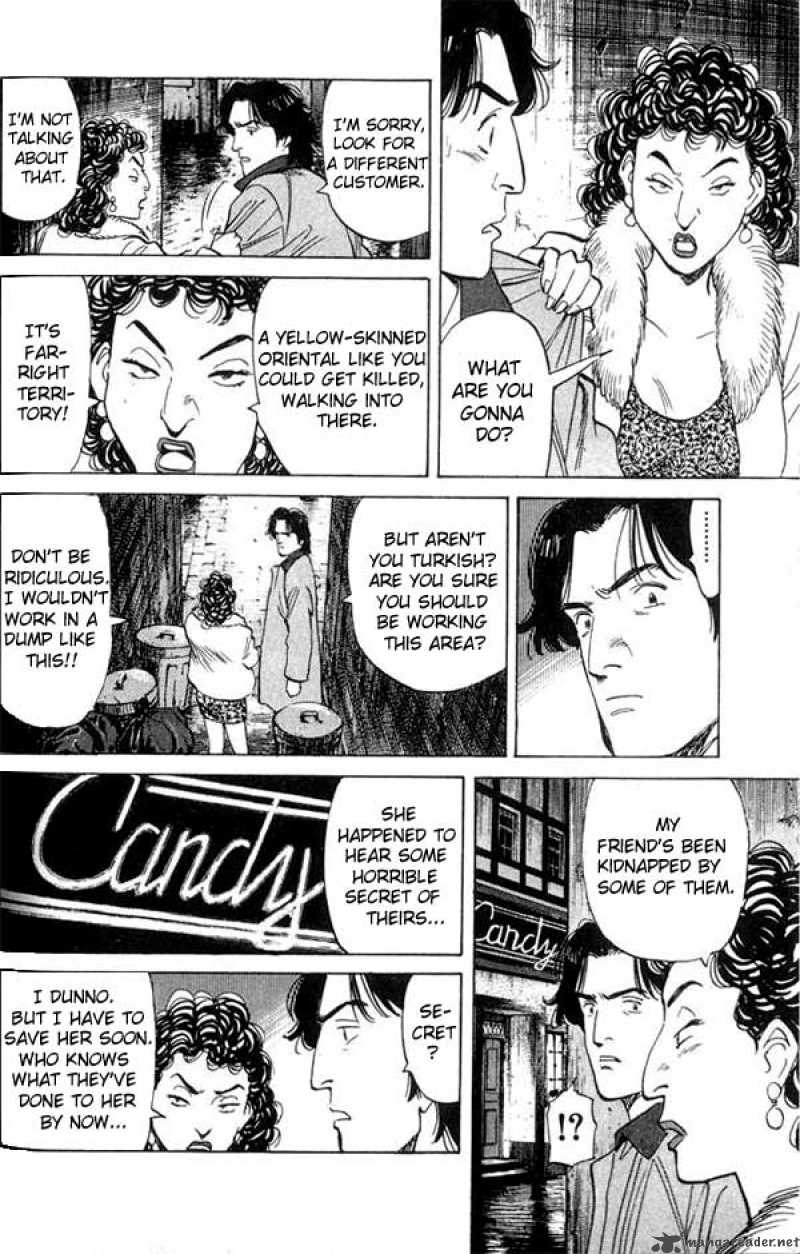 WHAT
ARE YOU
GONNA
DO?
I'M SORRY,
LOOK FOR
A DIFFERENT
CUSTOMER.
I'M NOT
TALKING
ABOUT
THAT.
A YELLOW-SKINNED
ORIENTAL LIKE YOU
COULD GET KILLED,
WALKING INTO
THERE.
IT'S
FAR-
RIGHT
TERRI-
TORY!
.........
BUT AREN'T
YOU TURKISH?
ARE YOU SURE
YOU SHOULD
BE WORKING
THIS AREA?
DON'T BE
RIDICULOUS.
I WOULDN'T
WORK IN A
DUMP LIKE
THIS!!
MY
FRIEND'S BEEN
KIDNAPPED BY
SOME OF THEM.
Candy
!?
SHE
HAPPENED TO
HEAR SOME
HORRIBLE
SECRET OF
THEIRS...
Candy
SE-
CRET
?
I DUNNO.
BUT I HAVE TO
SAVE HER SOON.
WHO KNOWS
WHAT THEY'VE
DONE TO HER
BY NOW...
mangareader.net